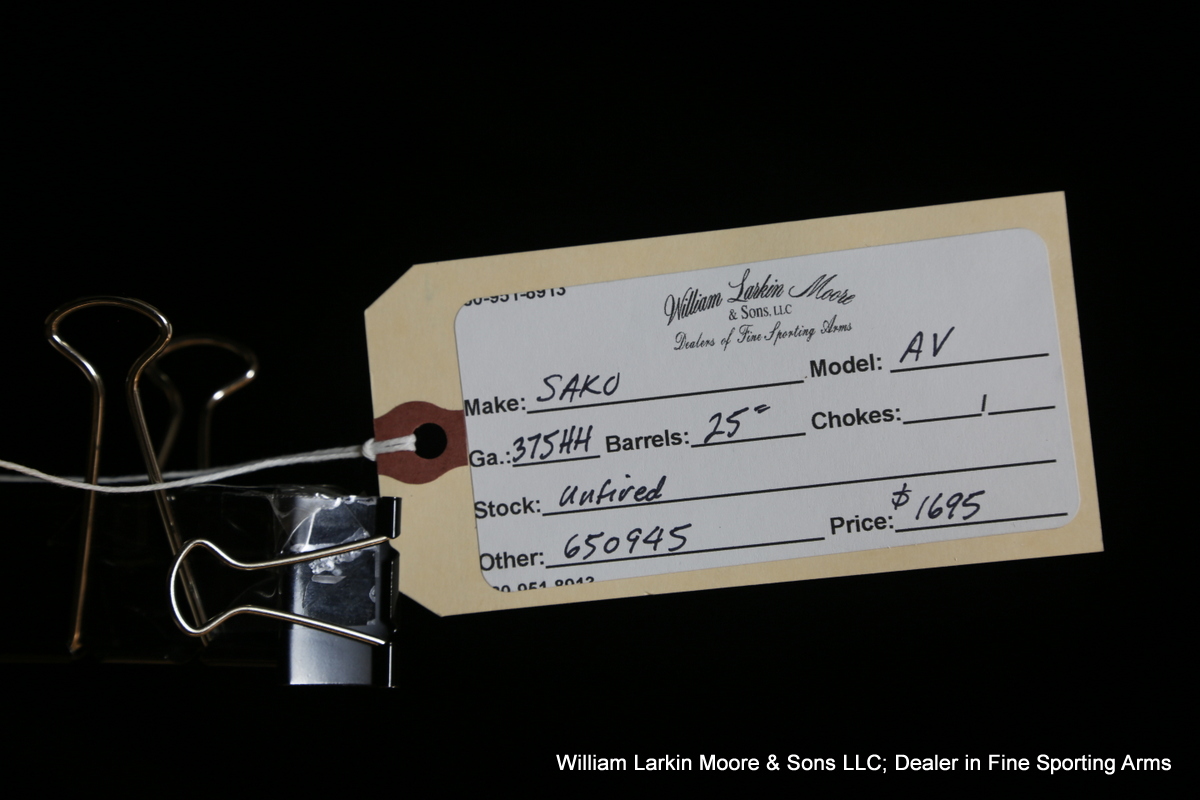 William Larkin Moore
& Sons, LLC
Dealers of Fine Sporting Arms
Make: SAKO Model: AV
Ga.: 375HH Barrels: 25" Chokes: /
Stock: Unfired
Other: 650945 Price: $1695
William Larkin Moore & Sons LLC; Dealer in Fine Sporting Arms